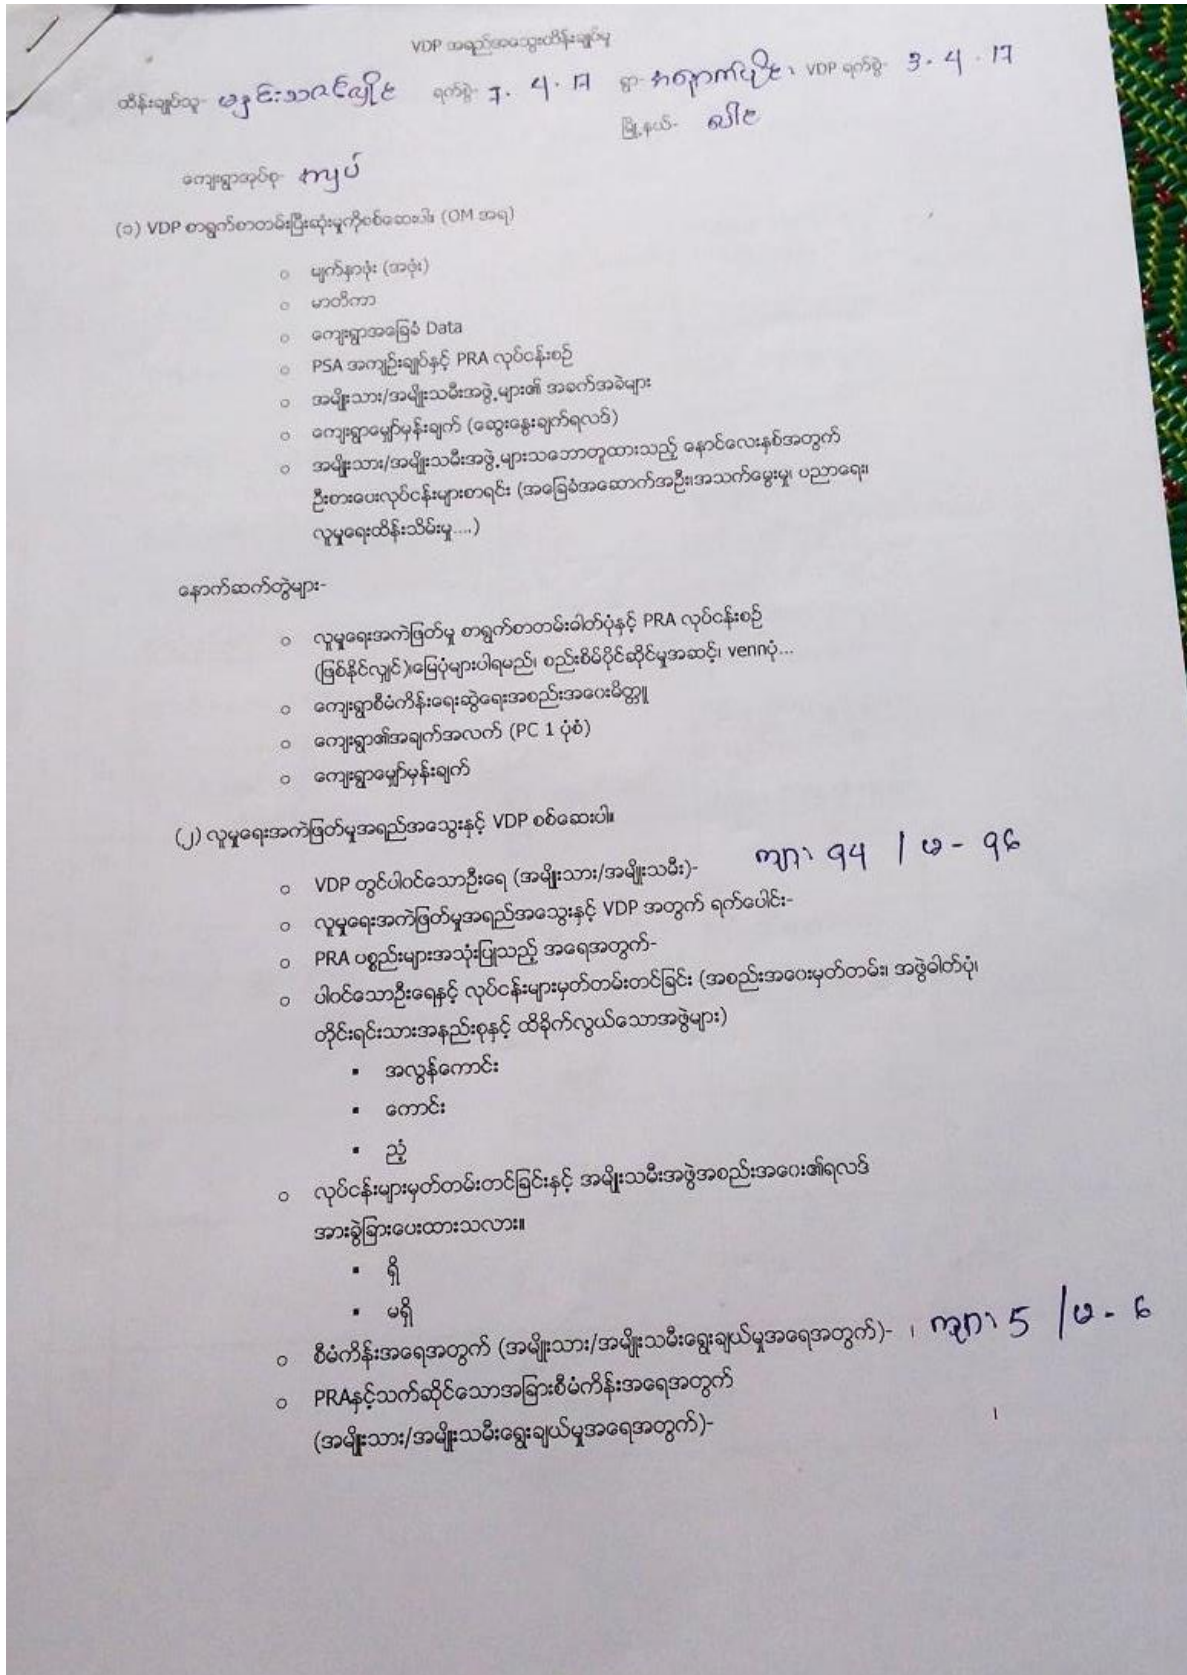 VDP အရည်အသွေးထိန်းချုပ်မှု
ထိန်းချုပ်သူ- ရက်စွဲ- 7. 4. 17 ရွာ- အနောက်ပိုင်း VDP ရက်စွဲ- 3. 4. 17
မြို့နယ်-
ကျေးရွာအုပ်စု- ကျပ်
(၁) VDP စာရွက်စာတမ်းပြီးဆုံးမှုကိုစစ်ဆေးပါ။ (OM အရ)
မျက်နှာဖုံး (အဖုံး)
မာတိကာ
ကျေးရွာအခြေခံ Data
PSA အကျဉ်းချုပ်နှင့် PRA လုပ်ငန်းစဉ်
အမျိုးသား/အမျိုးသမီးအဖွဲ့များ၏ အခက်အခဲများ
ကျေးရွာမျှော်မှန်းချက် (ဆွေးနွေးချက်ရလဒ်)
အမျိုးသား/အမျိုးသမီးအဖွဲ့များသဘောတူထားသည့် နောင်လေးနှစ်အတွက်
ဦးစားပေးလုပ်ငန်းများစာရင်း (အခြေခံအဆောက်အဦး၊အသက်မွေးမှု၊ ပညာရေး၊
လူမှုရေးထိန်းသိမ်းမှု....)
နောက်ဆက်တွဲများ-
လူမှုရေးအကဲဖြတ်မှု စာရွက်စာတမ်းဓါတ်ပုံနှင့် PRA လုပ်ငန်းစဉ်
(ဖြစ်နိုင်လျှင်)၊မြေပုံများပါရမည်၊ စည်းစိမ်ပိုင်ဆိုင်မှုအဆင့်၊ vennပုံ...
ကျေးရွာစီမံကိန်းရေးဆွဲရေးအစည်းအဝေးမိတ္တူ
ကျေးရွာ၏အချက်အလက် (PC 1 ပုံစံ)
ကျေးရွာမျှော်မှန်းချက်
(၂) လူမှုရေးအကဲဖြတ်မှုအရည်အသွေးနှင့် VDP စစ်ဆေးပါ။
VDP တွင်ပါဝင်သောဦးရေ (အမျိုးသား/အမျိုးသမီး)- ကျား 94 / မ - 96
လူမှုရေးအကဲဖြတ်မှုအရည်အသွေးနှင့် VDP အတွက် ရက်ပေါင်း-
PRA ပစ္စည်းများအသုံးပြုသည့် အရေအတွက်-
ပါဝင်သောဦးရေနှင့် လုပ်ငန်းများမှတ်တမ်းတင်ခြင်း (အစည်းအဝေးမှတ်တမ်း၊ အဖွဲဓါတ်ပုံ၊
တိုင်းရင်းသားအနည်းစုနှင့် ထိခိုက်လွယ်သောအဖွဲများ)
အလွန်ကောင်း
ကောင်း
ညံ့
လုပ်ငန်းများမှတ်တမ်းတင်ခြင်းနှင့် အမျိုးသမီးအဖွဲအစည်းအဝေး၏ရလဒ်
အားခွဲခြားပေးထားသလား။
ရှိ
မရှိ
စီမံကိန်းအရေအတွက် (အမျိုးသား/အမျိုးသမီးရွေးချယ်မှုအရေအတွက်)- ၊ ကျား 5 / မ - 6
PRAနှင့်သက်ဆိုင်သောအခြားစီမံကိန်းအရေအတွက်
(အမျိုးသား/အမျိုးသမီးရွေးချယ်မှုအရေအတွက်)-